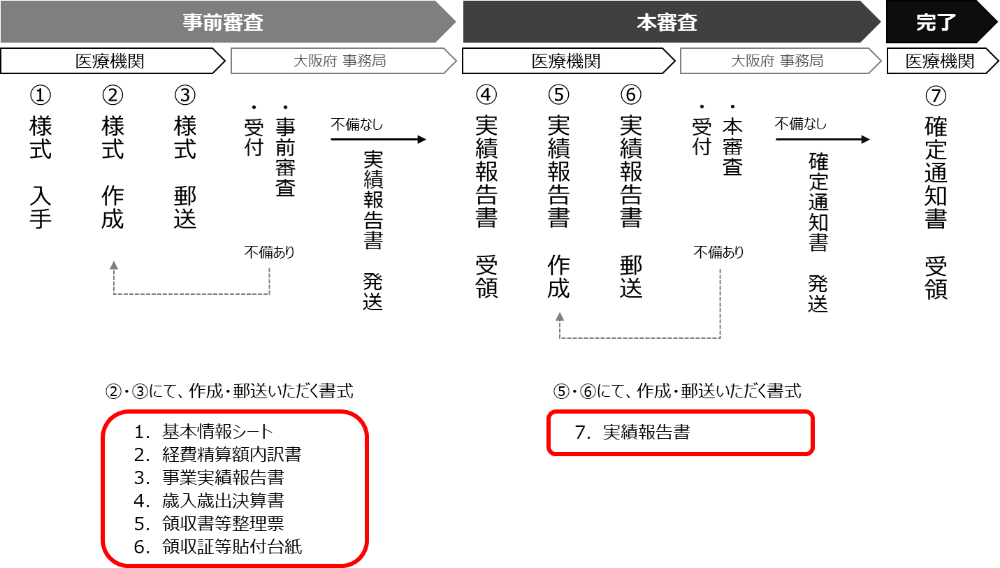 事前審査
本審査
完了
医療機関
大阪府 事務局
医療機関
大阪府 事務局
医療機関
①
様式 入手
②
様式 作成
③
様式 郵送
・受付
・事前審査
不備なし
実績報告書 発送
不備あり
④
実績報告書 受領
⑤
実績報告書 作成
⑥
実績報告書 郵送
・受付
・本審査
不備なし
確定通知書 発送
不備あり
⑦
確定通知書 受領
②・③にて、作成・郵送いただく書式
1. 基本情報シート
2. 経費精算額内訳書
3. 事業実績報告書
4. 歳入歳出決算書
5. 領収書等整理票
6. 領収証等貼付台紙
⑤・⑥にて、作成・郵送いただく書式
7. 実績報告書